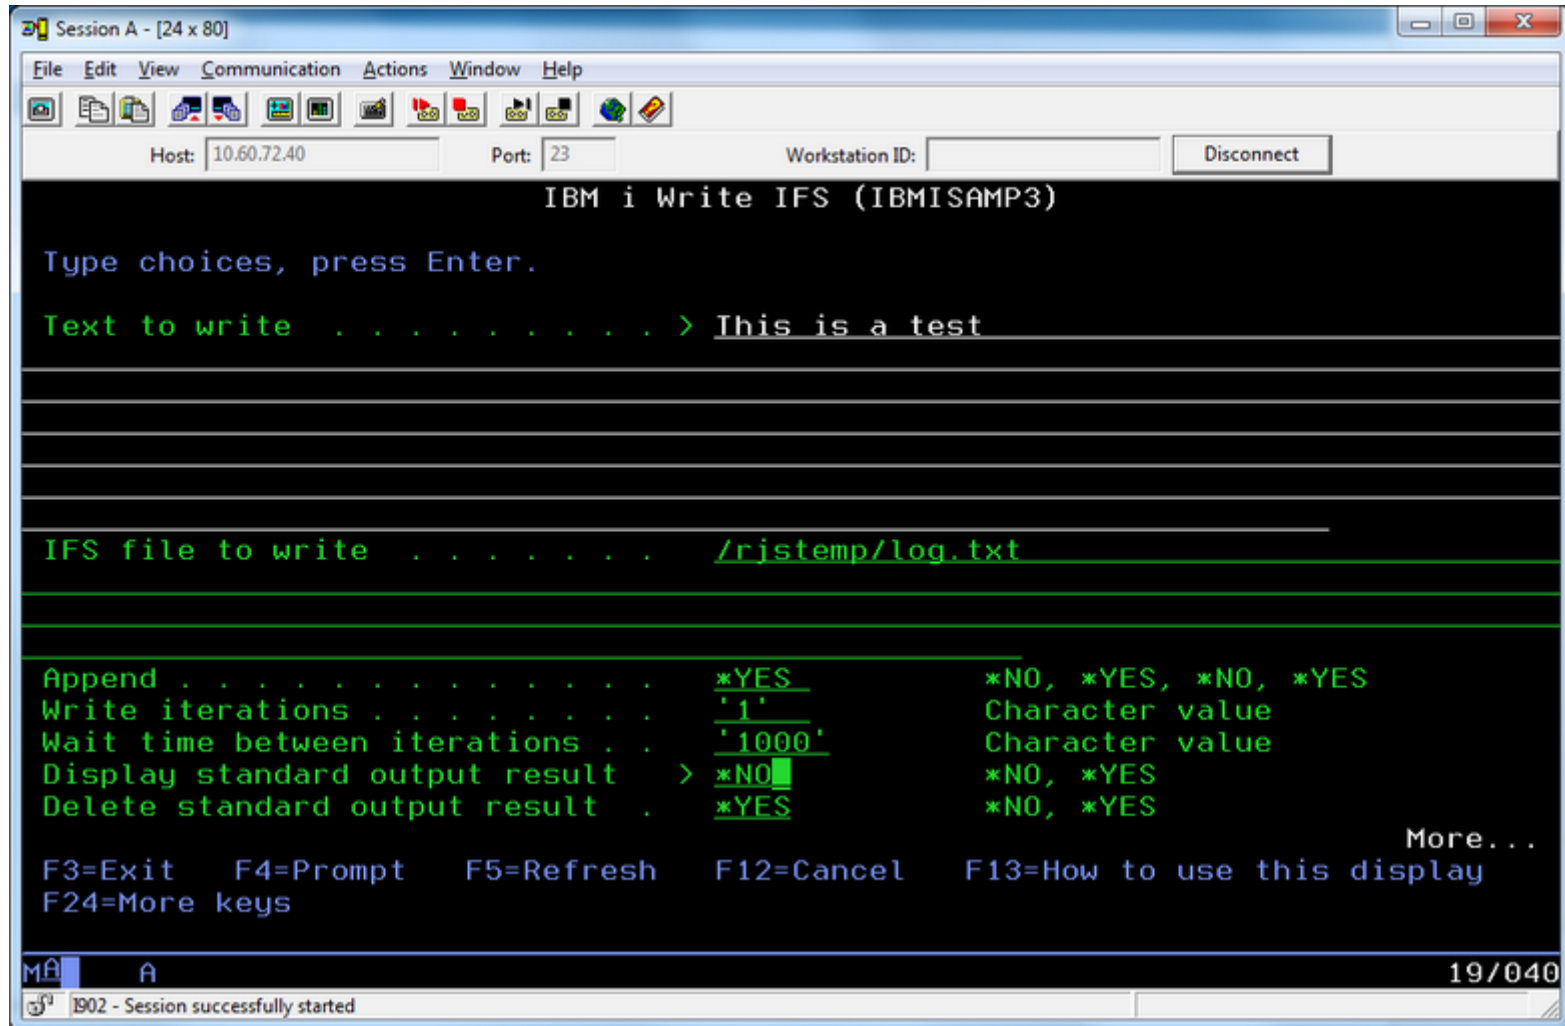 Session A - [24 x 80]
File Edit View Communication Actions Window Help
Host: 10.60.72.40 Port: 23 Workstation ID: Disconnect
IBM i Write IFS (IBMISAMP3)
Type choices, press Enter.
Text to write . . . . . . . . . > This is a test
IFS file to write . . . . . . . /rjstemp/log.txt
Append . . . . . . . . . . . . . *YES *NO, *YES, *NO, *YES
Write iterations . . . . . . . . '1' Character value
Wait time between iterations . . '1000' Character value
Display standard output result > *NO *NO, *YES
Delete standard output result . *YES *NO, *YES
More...
F3=Exit F4=Prompt F5=Refresh F12=Cancel F13=How to use this display
F24=More keys
MA A 19/040
I902 - Session successfully started